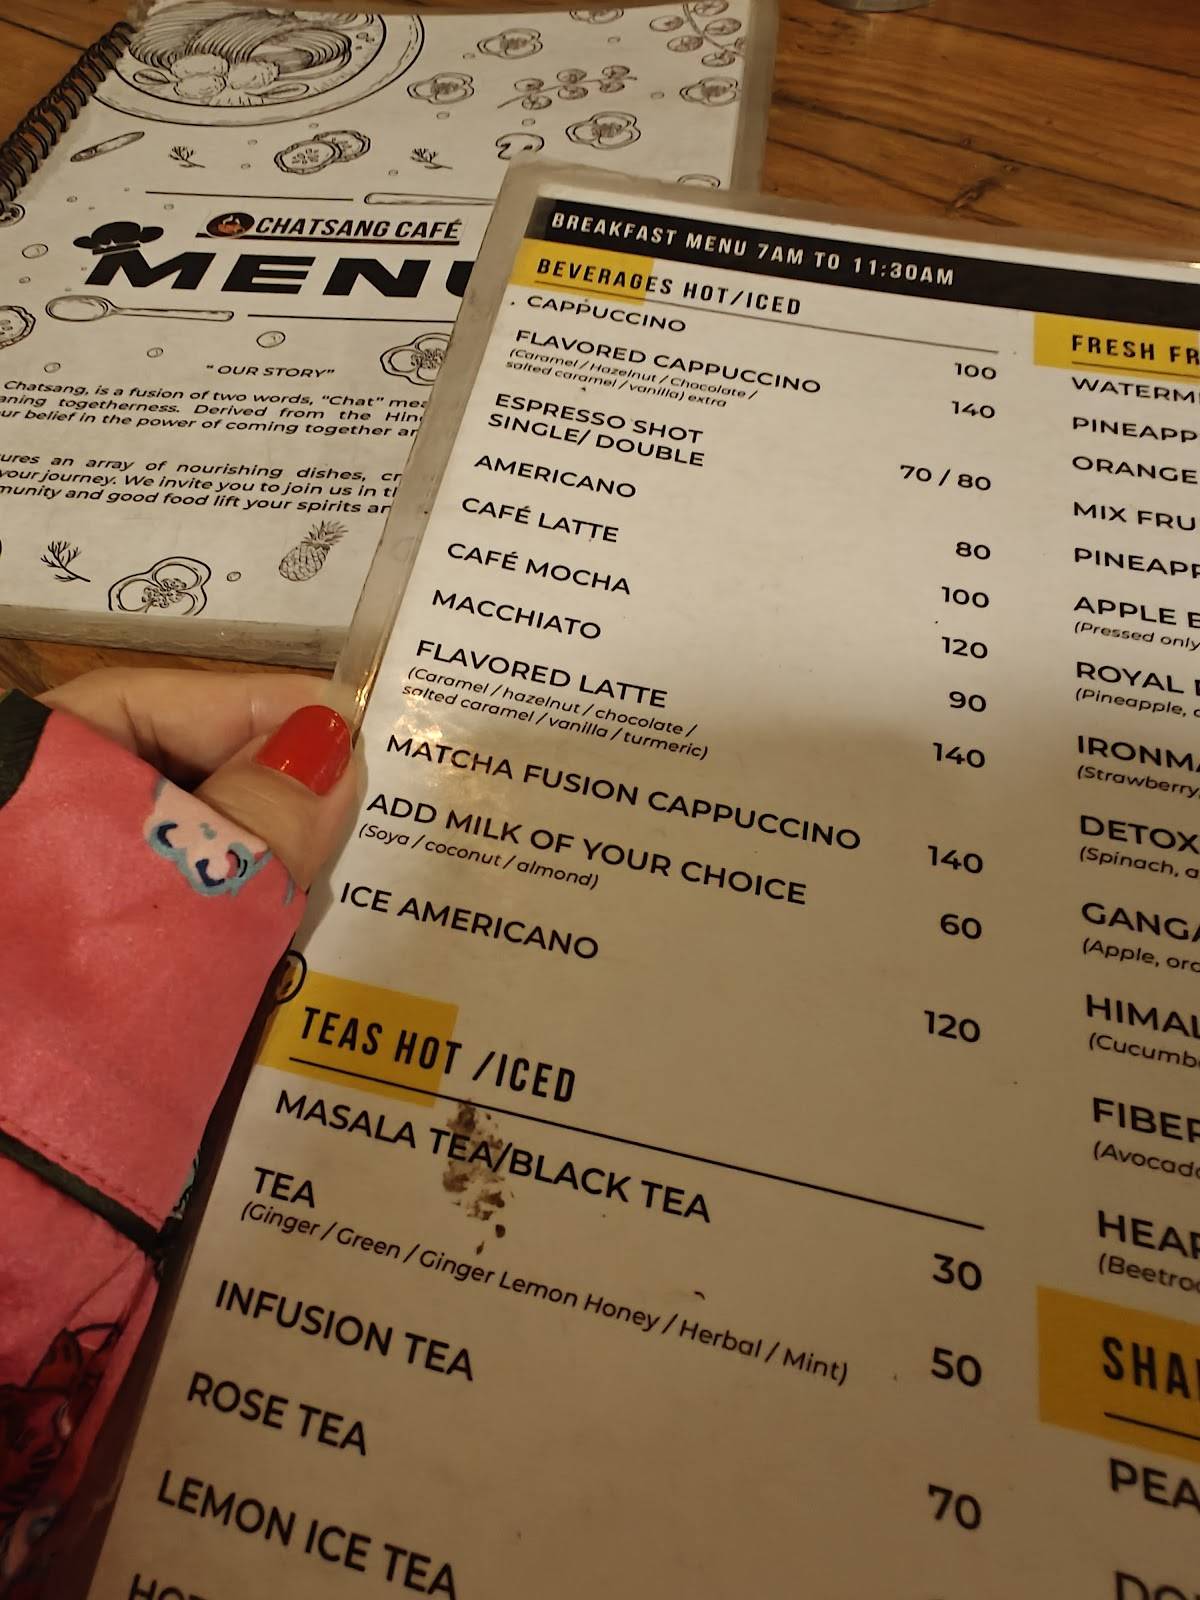 CHATSANG CAFÉ
MENU
"OUR STORY"
Chatsang, is a fusion of two words, "Chat"
aning togetherness. Derived from the
ur belief in the power of coming together
ures an array of nourishing dishes,
your journey. We invite you to join us in
munity and good food lift your spirits
BREAKFAST MENU 7AM TO 11:30AM
BEVERAGES HOT/ICED
CAPPUCCINO 100
FLAVORED CAPPUCCINO 140
(Caramel / Hazelnut / Chocolate /
salted caramel / vanilla) extra
ESPRESSO SHOT
SINGLE/ DOUBLE 70 / 80
AMERICANO 80
CAFÉ LATTE 100
CAFÉ MOCHA 120
MACCHIATO 90
FLAVORED LATTE 140
(Caramel / hazelnut / chocolate /
salted caramel / vanilla / turmeric)
MATCHA FUSION CAPPUCCINO 140
ADD MILK OF YOUR CHOICE 60
(Soya / coconut / almond)
ICE AMERICANO 120
TEAS HOT /ICED
MASALA TEA/BLACK TEA 30
TEA 50
(Ginger / Green / Ginger Lemon Honey / Herbal / Mint)
INFUSION TEA 70
ROSE TEA
LEMON ICE TEA
FRESH FR
WATERM
PINEAPP
ORANGE
MIX FRU
PINEAPP
APPLE
(Pressed only
ROYAL
(Pineapple,
IRONMA
(Strawberry
DETOX
(Spinach, a
GANGA
(Apple, ora
HIMAL
(Cucumb
FIBER
(Avocado
HEAR
(Beetroo
SHA
PEA